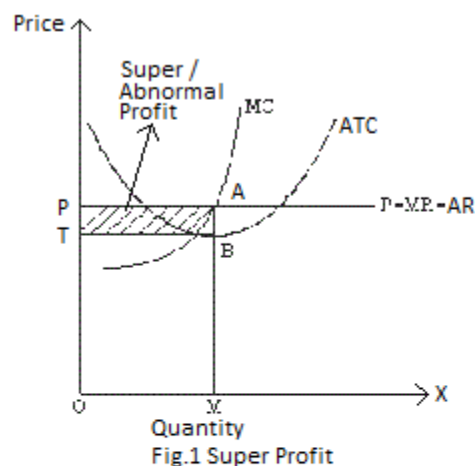 Price
Super /
Abnormal
Profit
MC
ATC
A
P
P=MR=AR
T
B
O
M
X
Quantity
Fig.1 Super Profit